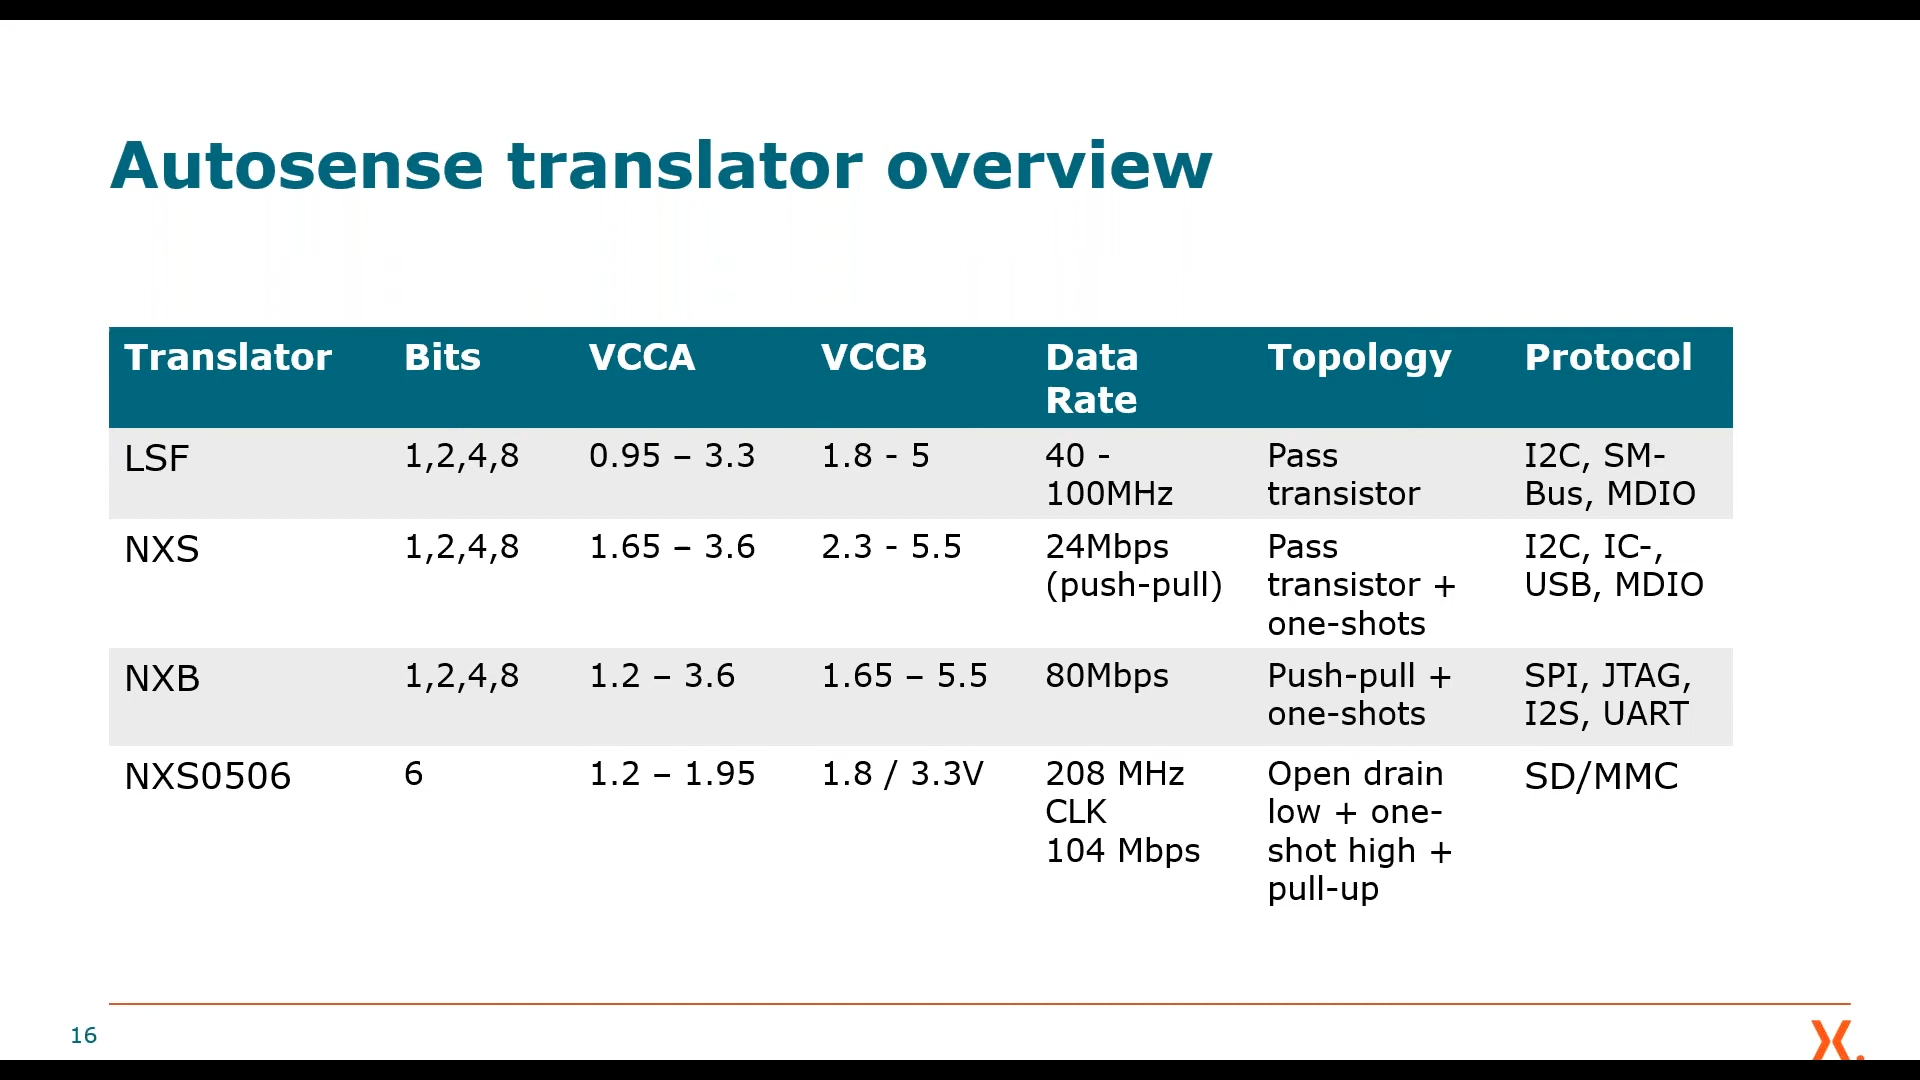 Autosense translator overview
Translator Bits VCCA VCCB Data Rate Topology Protocol
LSF 1,2,4,8 0.95 – 3.3 1.8 - 5 40 - 100MHz Pass transistor I2C, SM-Bus, MDIO
NXS 1,2,4,8 1.65 – 3.6 2.3 - 5.5 24Mbps (push-pull) Pass transistor + one-shots I2C, IC-, USB, MDIO
NXB 1,2,4,8 1.2 – 3.6 1.65 – 5.5 80Mbps Push-pull + one-shots SPI, JTAG, I2S, UART
NXS0506 6 1.2 – 1.95 1.8 / 3.3V 208 MHz CLK 104 Mbps Open drain low + one-shot high + pull-up SD/MMC
16